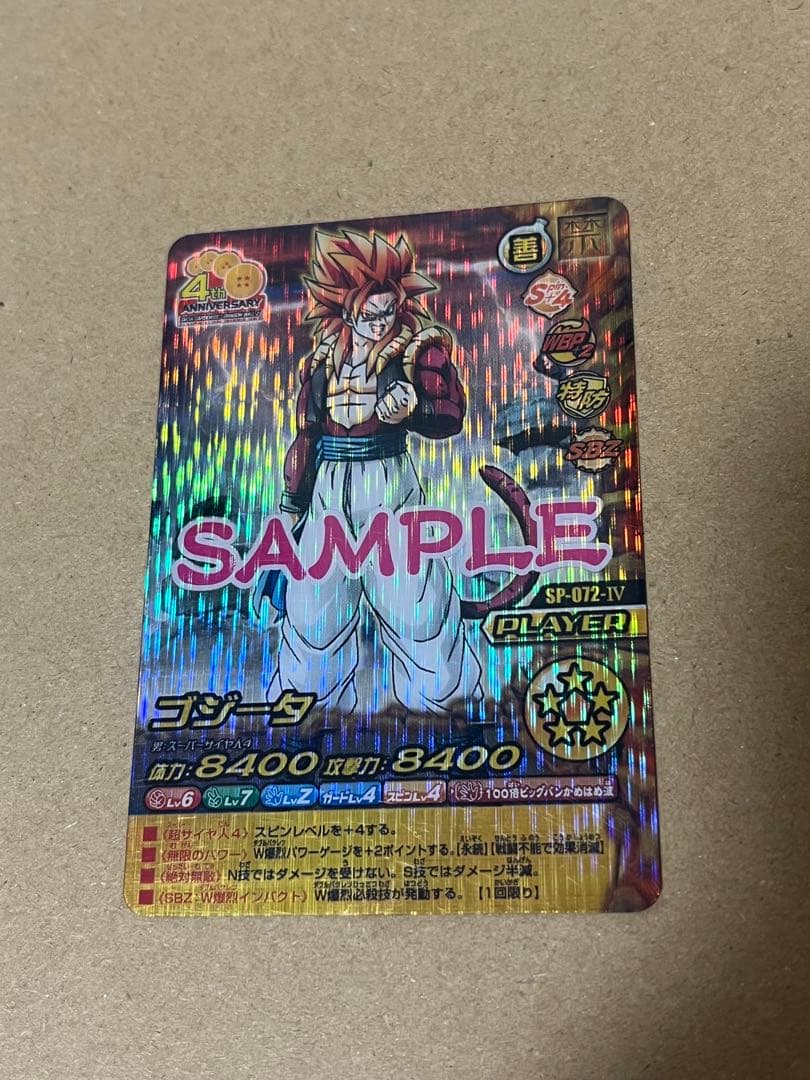 4th
ANNIVERSARY
善
禁
Spin
+4
WBP
+2
特防
SBZ
SAMPLE
SP-072-IV
PLAYER
ゴジータ
男:スーパーサイヤ人4
体力:8400 攻撃力:8400
Lv6 Lv7 LvZ ガードLv4 スピンLv4 100倍ビッグバンかめはめ波
■《超サイヤ人4》スピンレベルを+4する。
■《無限のパワー》W爆烈パワーゲージを+2ポイントする。【永続】【戦闘不能で効果消滅】
■《絶対無敵》N技ではダメージを受けない。S技ではダメージ半減。
■《SBZ:W爆烈インパクト》W爆烈必殺技が発動する。【1回限り】